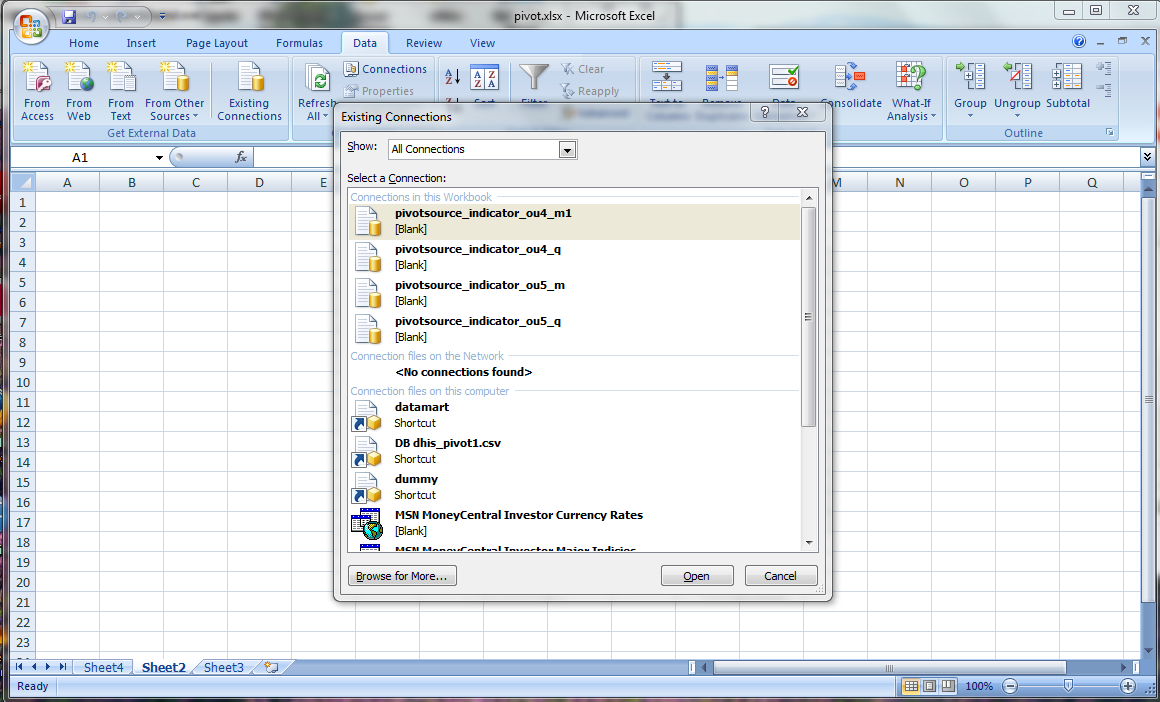 pivot.xlsx - Microsoft Excel
Home Insert Page Layout Formulas Data Review View
From Access
From Web
From Text
From Other Sources
Existing Connections
Refresh All
Connections
Properties
Sort
Filter
Clear
Reapply
Advanced
Text to Columns
Remove Duplicates
Data
Consolidate
What-If Analysis
Group
Ungroup
Subtotal
Get External Data
Outline
A1
fx
A B C D E M N O P Q
1
2
3
4
5
6
7
8
9
10
11
12
13
14
15
16
17
18
19
20
21
22
23
Existing Connections
Show: All Connections
Select a Connection:
Connections in this Workbook
pivotsource_indicator_ou4_m1
[Blank]
pivotsource_indicator_ou4_q
[Blank]
pivotsource_indicator_ou5_m
[Blank]
pivotsource_indicator_ou5_q
[Blank]
Connection files on the Network
<No connections found>
Connection files on this computer
datamart
Shortcut
DB dhis_pivot1.csv
Shortcut
dummy
Shortcut
MSN MoneyCentral Investor Currency Rates
[Blank]
MSN MoneyCentral Investor Major Indicies
Browse for More...
Open
Cancel
Sheet4 Sheet2 Sheet3
Ready
100%